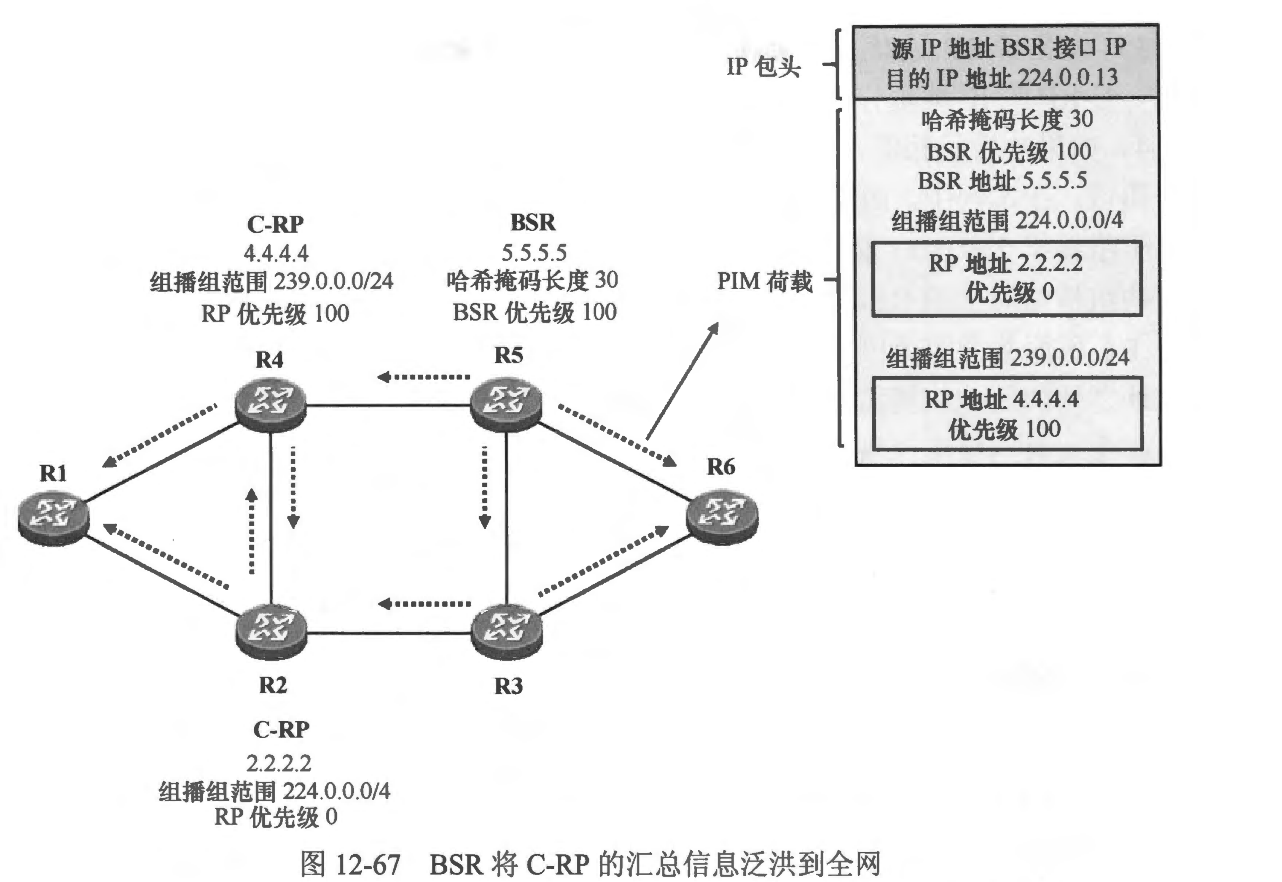 源 IP 地址 BSR 接口 IP
目的 IP 地址 224.0.0.13
IP 包头
哈希掩码长度 30
BSR 优先级 100
BSR 地址 5.5.5.5
组播组范围 224.0.0.0/4
RP 地址 2.2.2.2
优先级 0
PIM 荷载
组播组范围 239.0.0.0/24
RP 地址 4.4.4.4
优先级 100
C-RP
4.4.4.4
组播组范围 239.0.0.0/24
RP 优先级 100
R4
BSR
5.5.5.5
哈希掩码长度 30
BSR 优先级 100
R5
R1
R6
R2
R3
C-RP
2.2.2.2
组播组范围 224.0.0.0/4
RP 优先级 0
图 12-67 BSR 将 C-RP 的汇总信息泛洪到全网